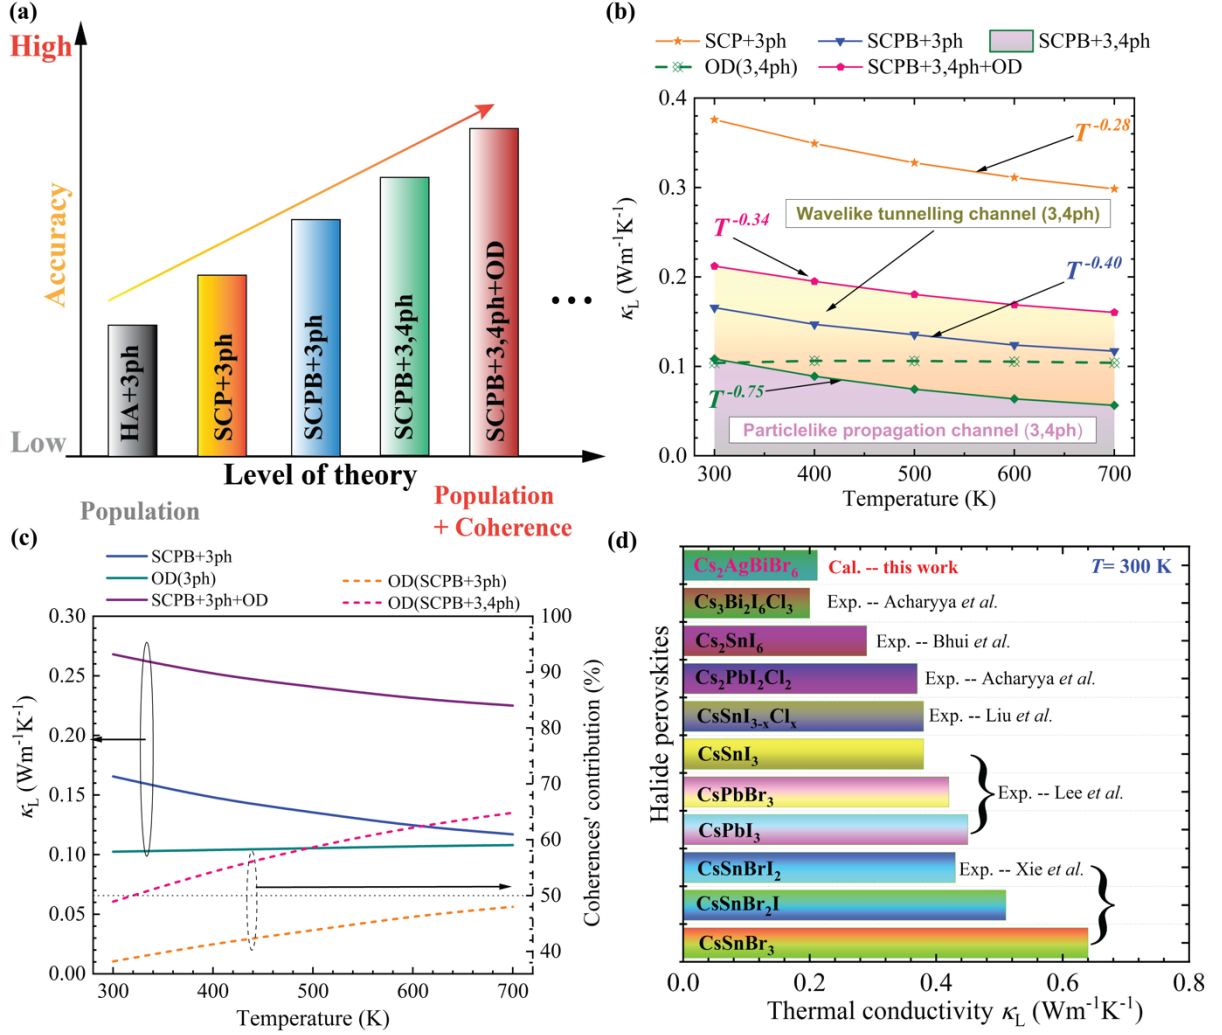 (a)
High
Accuracy
Low
HA+3ph
SCP+3ph
SCPB+3ph
SCPB+3,4ph
SCPB+3,4ph+OD
Level of theory
Population
Population
+ Coherence
(b)
SCP+3ph
SCPB+3ph
SCPB+3,4ph
OD(3,4ph)
SCPB+3,4ph+OD
κL (Wm⁻¹K⁻¹)
0.4
0.3
0.2
0.1
0.0
T⁻⁰·²⁸
Wavelike tunnelling channel (3,4ph)
T⁻⁰·³⁴
T⁻⁰·⁴⁰
T⁻⁰·⁷⁵
Particlelike propagation channel (3,4ph)
300 400 500 600 700
Temperature (K)
(c)
SCPB+3ph
OD(3ph)
SCPB+3ph+OD
OD(SCPB+3ph)
OD(SCPB+3,4ph)
κL (Wm⁻¹K⁻¹)
0.30
0.25
0.20
0.15
0.10
0.05
0.00
100
90
80
70
60
50
40
Coherences' contribution (%)
300 400 500 600 700
Temperature (K)
(d)
Halide perovskites
Cs₂AgBiBr₆ Cal. -- this work T= 300 K
Cs₃Bi₂I₆Cl₃ Exp. -- Acharyya et al.
Cs₂SnI₆ Exp. -- Bhui et al.
Cs₂PbI₂Cl₂ Exp. -- Acharyya et al.
CsSnI₃₋ₓClₓ Exp. -- Liu et al.
CsSnI₃
CsPbBr₃ Exp. -- Lee et al.
CsPbI₃
CsSnBrI₂ Exp. -- Xie et al.
CsSnBr₂I
CsSnBr₃
0.0 0.2 0.4 0.6 0.8
Thermal conductivity κL (Wm⁻¹K⁻¹)